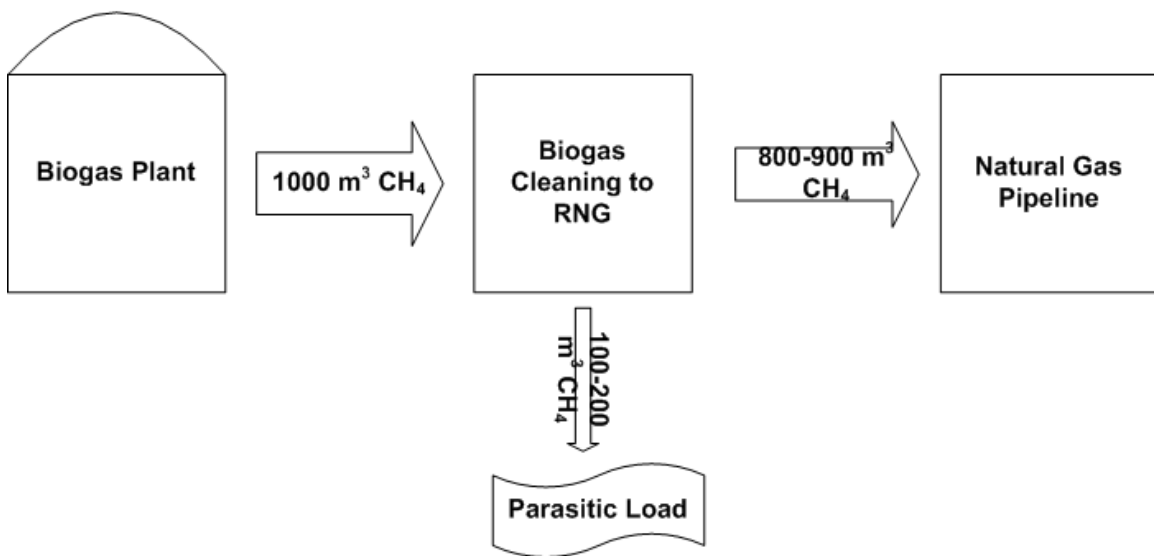 Biogas Plant
1000 m³ CH₄
Biogas
Cleaning to
RNG
800-900 m³
CH₄
Natural Gas
Pipeline
100-200
m³ CH₄
Parasitic Load